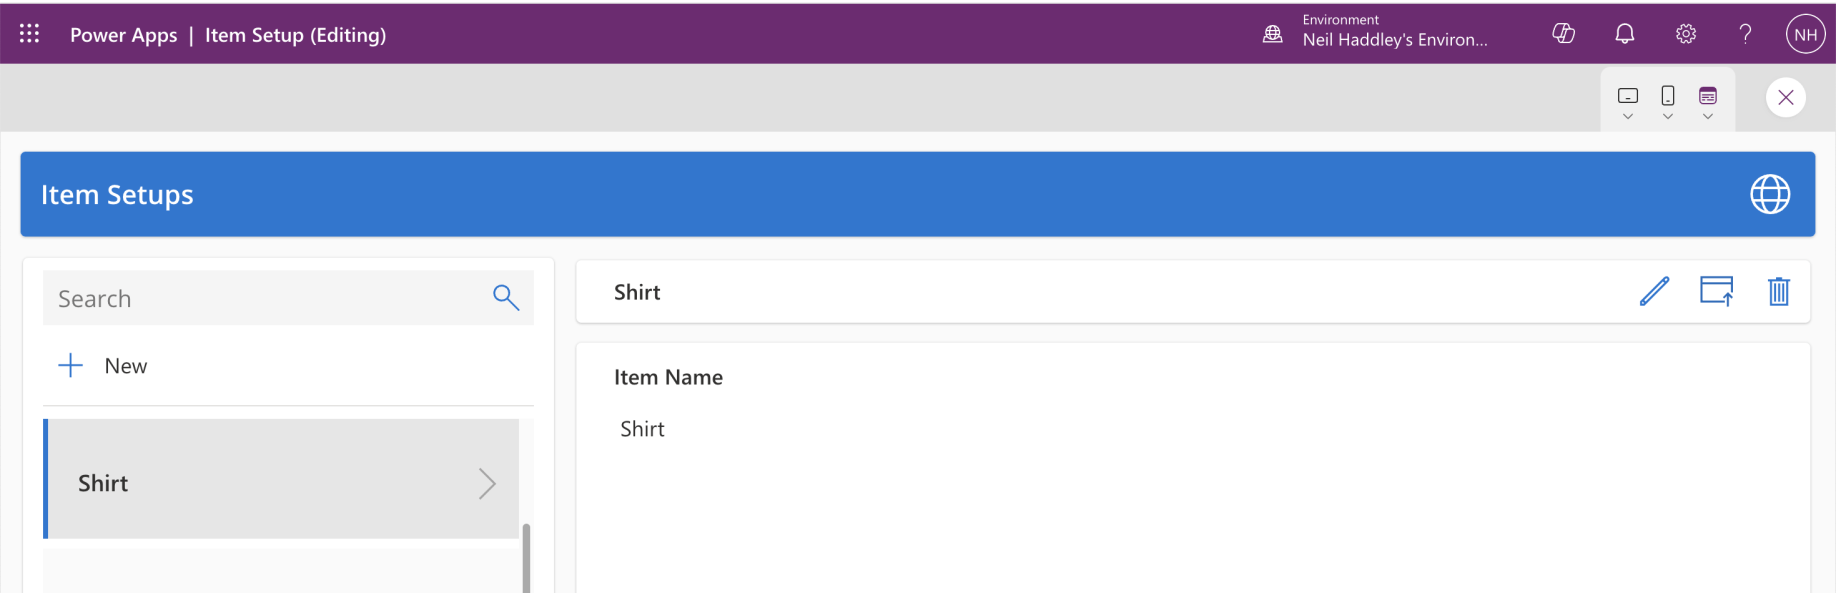 Power Apps | Item Setup (Editing)
Environment
Neil Haddley's Environ...
NH
Item Setups
Search
New
Shirt
Shirt
Item Name
Shirt